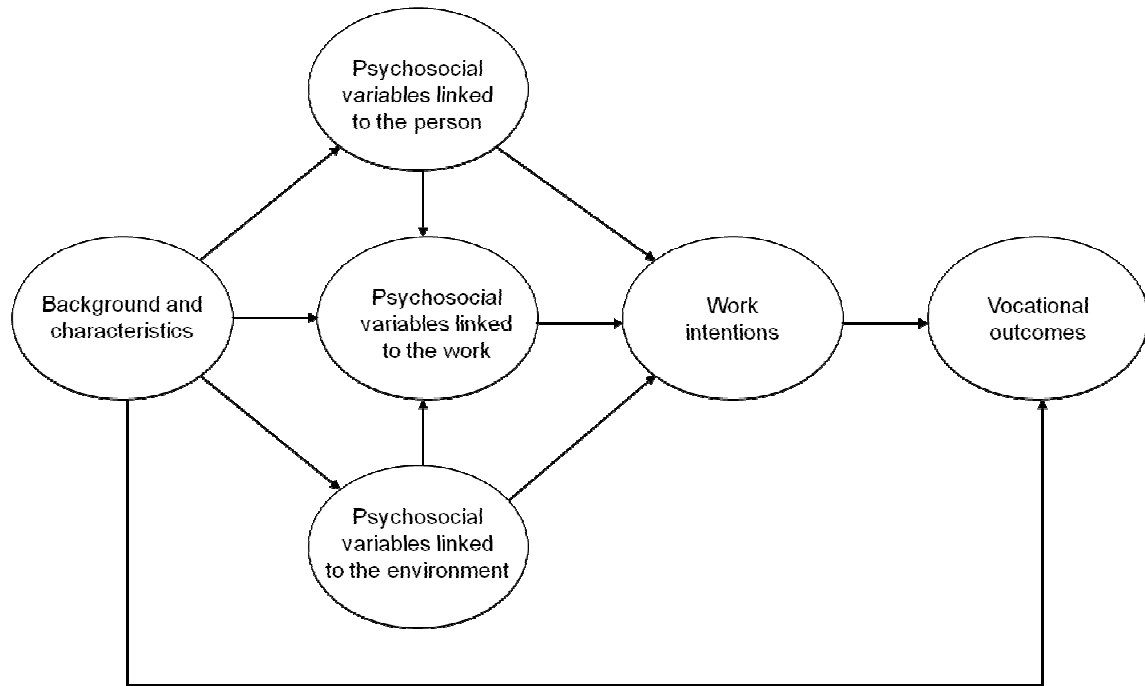 Psychosocial
variables linked
to the person
Background and
characteristics
Psychosocial
variables linked
to the work
Work
intentions
Vocational
outcomes
Psychosocial
variables linked
to the environment